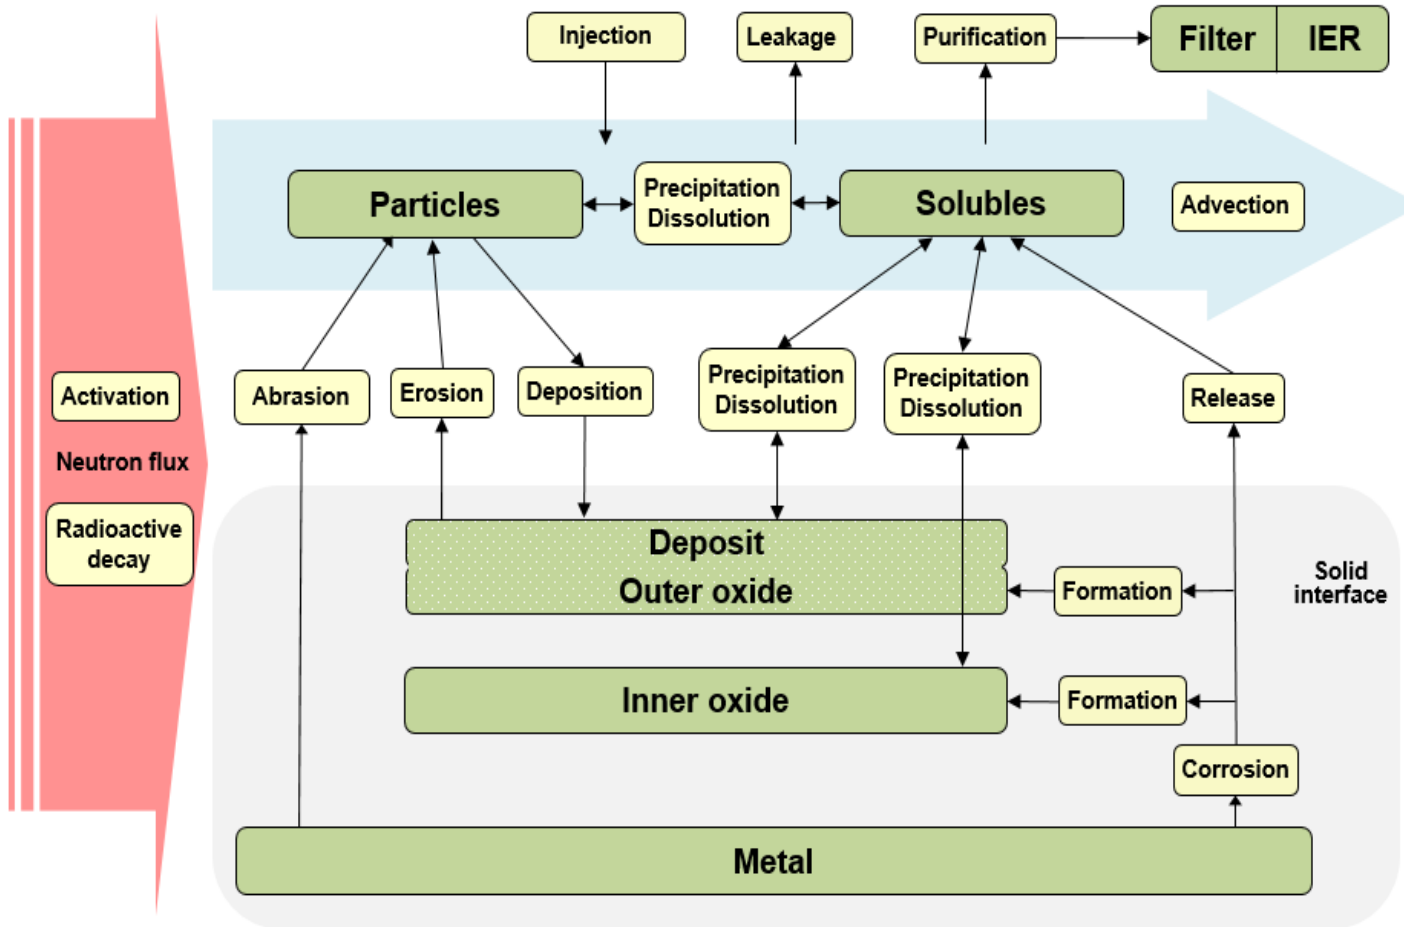 Injection
Leakage
Purification
Filter
IER
Particles
Precipitation
Dissolution
Solubles
Advection
Activation
Neutron flux
Radioactive
decay
Abrasion
Erosion
Deposition
Precipitation
Dissolution
Precipitation
Dissolution
Release
Deposit
Outer oxide
Formation
Solid
interface
Inner oxide
Formation
Corrosion
Metal